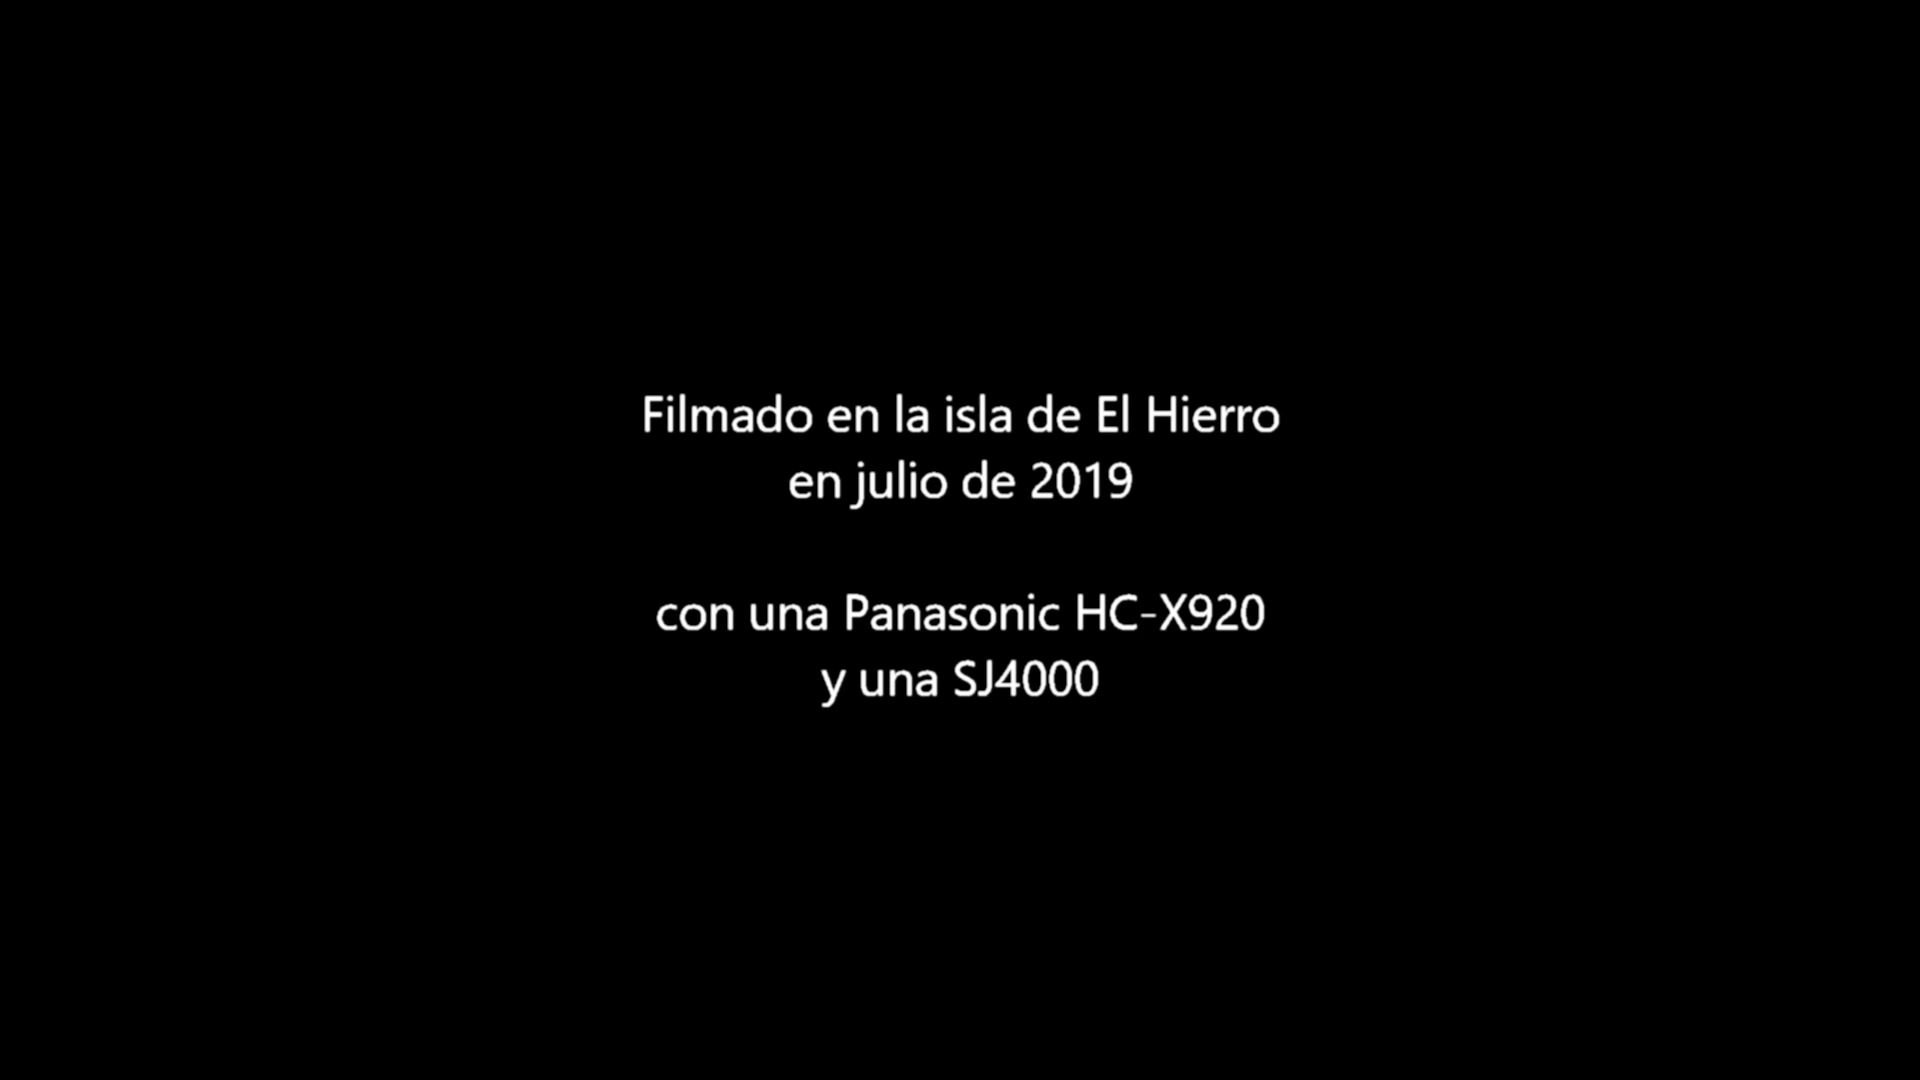 Filmado en la isla de El Hierro
en julio de 2019
con una Panasonic HC-X920
y una SJ4000